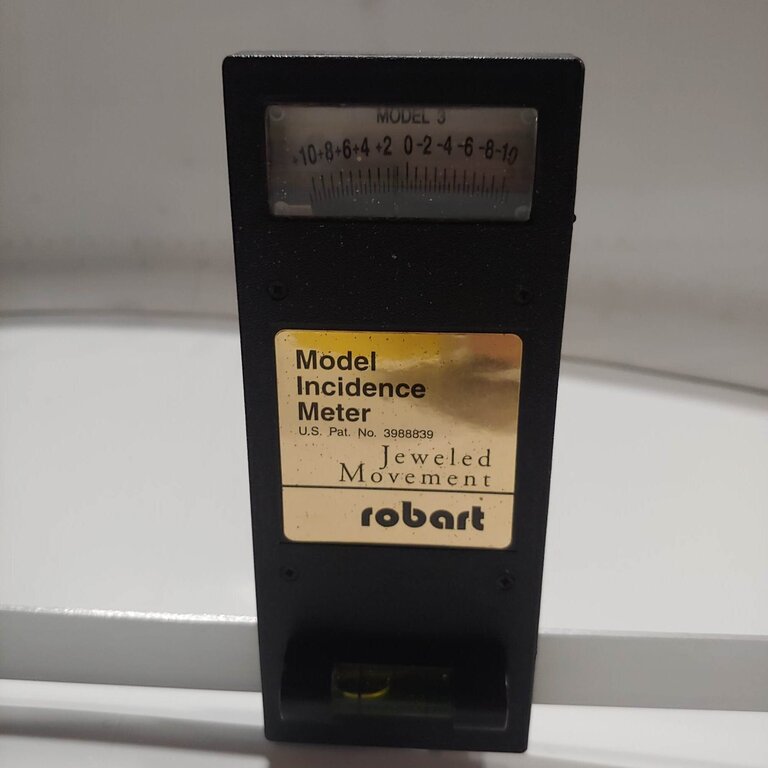 MODEL 3
+10+8+6+4 +2 0 -2 -4 -6 -8 -10
Model
Incidence
Meter
U.S. Pat. No. 3988839
Jeweled
Movement
robart